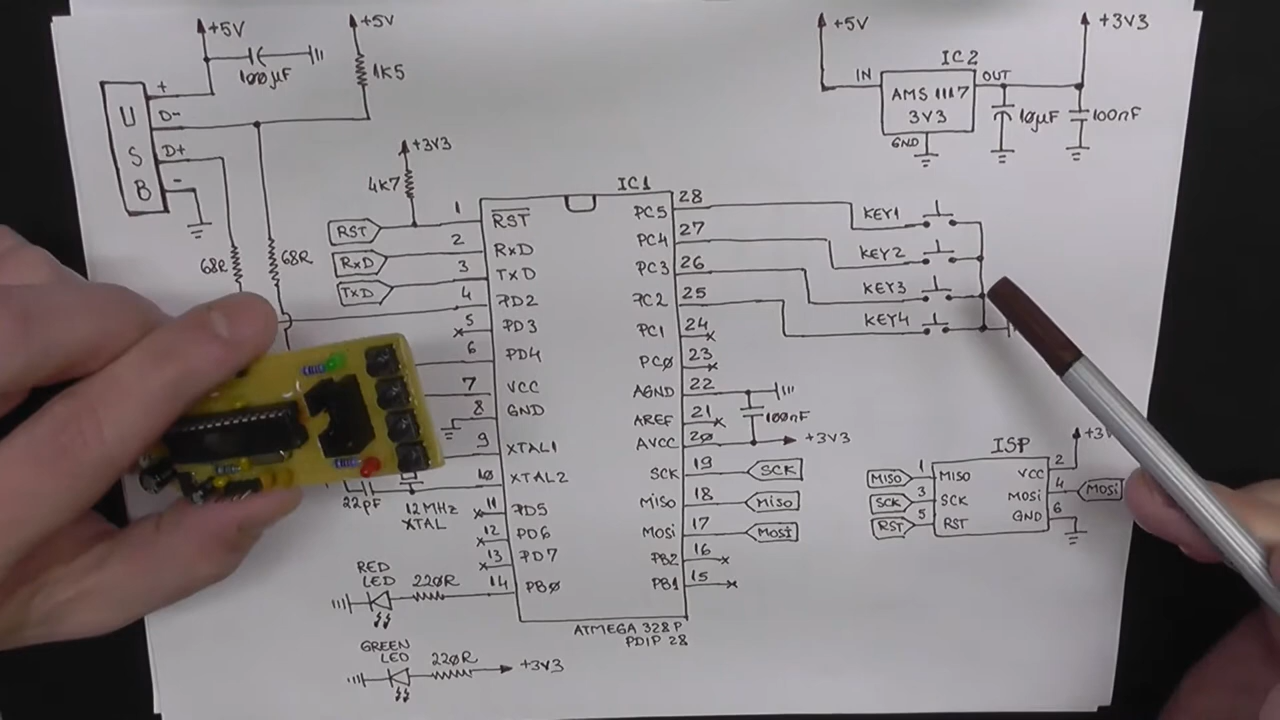 +5V
100µF
+5V
1K5
USB
+
D-
D+
-
68R
68R
+3V3
4K7
RST
RxD
TxD
IC1
1
2
3
4
5
6
7
8
9
10
11
12
13
14
RST
RxD
TxD
PD2
PD3
PD4
VCC
GND
XTAL1
XTAL2
PD5
PD6
PD7
PB0
28
27
26
25
24
23
22
21
20
19
18
17
16
15
PC5
PC4
PC3
PC2
PC1
PC0
AGND
AREF
AVCC
SCK
MISO
MOSI
PB2
PB1
ATMEGA 328P
PDIP 28
22pF
12MHz
XTAL
RED
LED
220R
GREEN
LED
220R
+3V3
KEY1
KEY2
KEY3
KEY4
100nF
+3V3
SCK
MISO
MOSI
+5V
IC2
IN
OUT
AMS 1117
3V3
GND
+3V3
10µF
100nF
ISP
MISO
SCK
RST
1
3
5
MISO
SCK
RST
VCC
MOSI
GND
2
4
6
MOSI